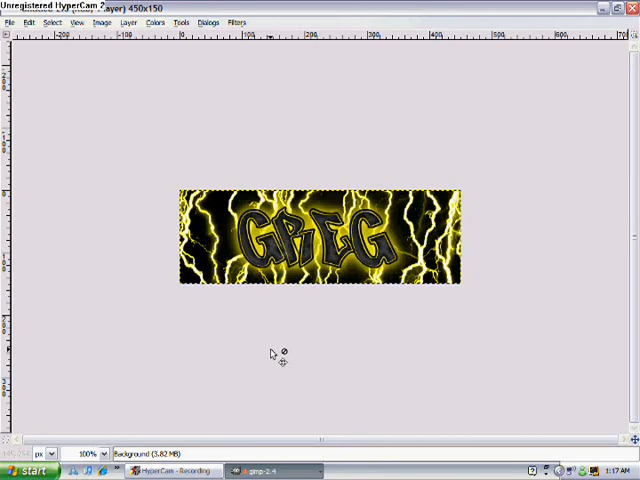 Unregistered HyperCam 2
450x150
File Edit Select View Image Layer Colors Tools Dialogs Filters
-200 -100 0 100 200 300 400 500 600 700
GREG
px 100% Background (3.82 MB)
start HyperCam - Recording gimp-2.4 1:17 AM